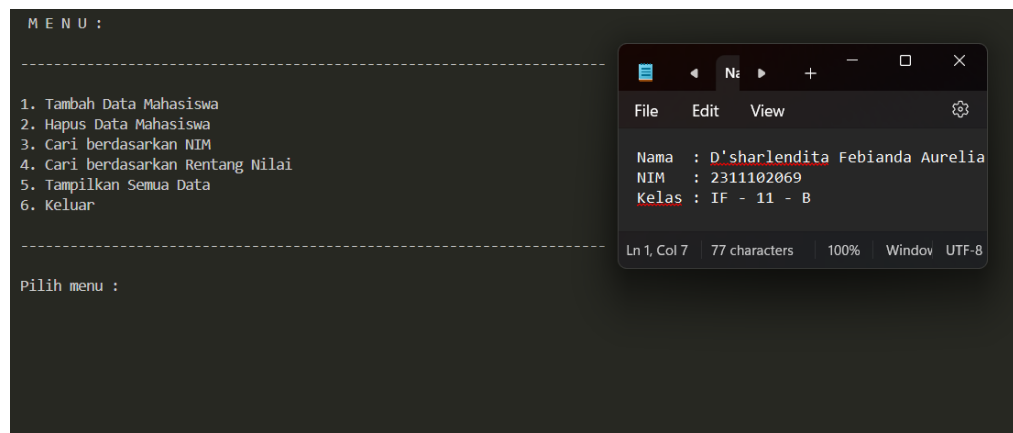 M E N U :
-----------------------------------------------------------------------
1. Tambah Data Mahasiswa
2. Hapus Data Mahasiswa
3. Cari berdasarkan NIM
4. Cari berdasarkan Rentang Nilai
5. Tampilkan Semua Data
6. Keluar
-----------------------------------------------------------------------
Pilih menu :
Na
File Edit View
Nama : D'sharlendita Febianda Aurelia
NIM : 2311102069
Kelas : IF - 11 - B
Ln 1, Col 7 77 characters 100% Window UTF-8